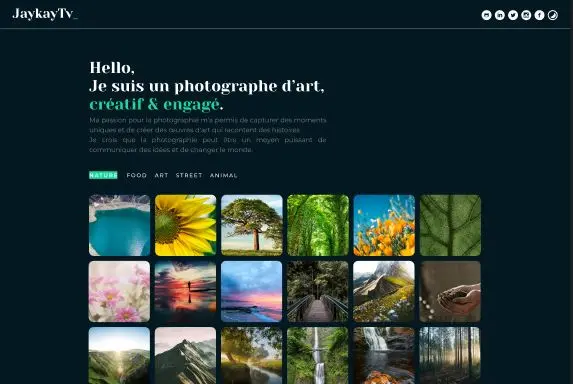 JaykayTv_
Hello,
Je suis un photographe d'art,
créatif & engagé.
Ma passion pour la photographie m'a permis de capturer des moments
uniques et de créer des œuvres d'art qui racontent des histoires.
Je crois que la photographie peut être un moyen puissant de
communiquer des idées et de changer le monde.
NATURE FOOD ART STREET ANIMAL